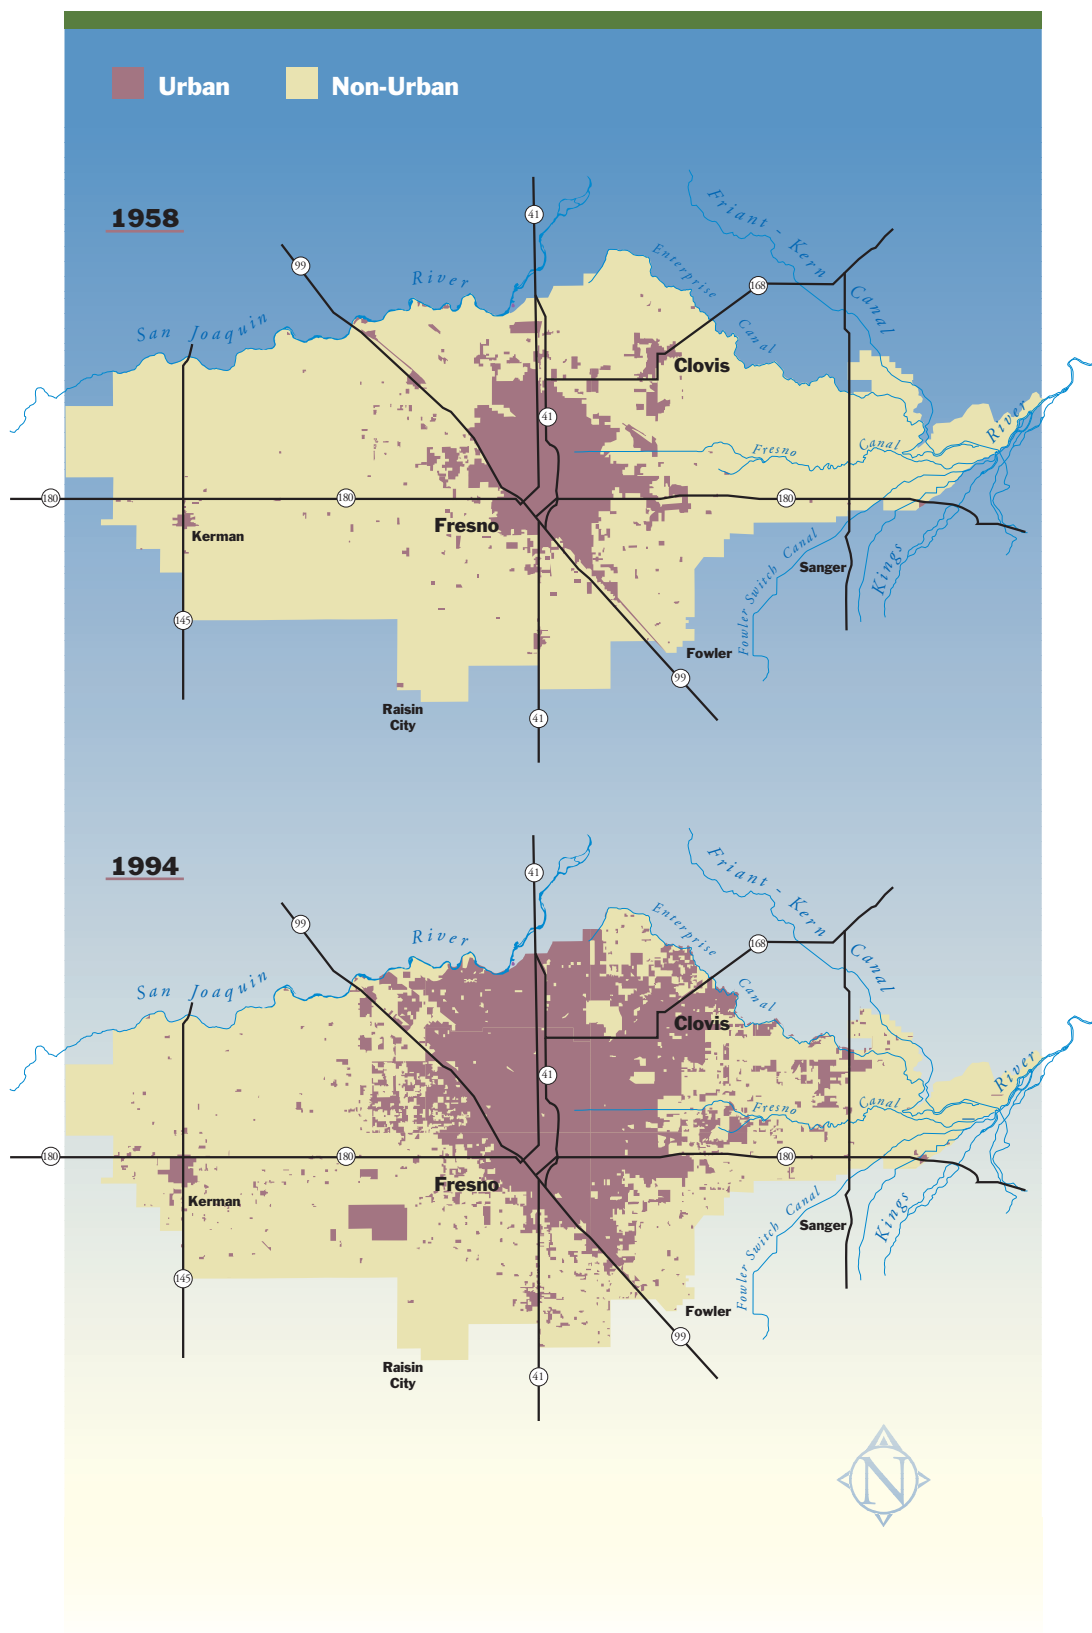 Urban
Non-Urban
1958
41
99
168
Friant - Kern
Canal
Enterprise
Canal
River
San Joaquin
Clovis
41
River
Fresno
Canal
180
180
180
Fresno
Kerman
Sanger
Kings
Fowler Switch Canal
145
Fowler
99
Raisin
City
41
1994
41
99
168
Friant - Kern
Canal
Enterprise
Canal
River
San Joaquin
Clovis
41
River
Fresno
Canal
180
180
180
Fresno
Kerman
Sanger
Kings
Fowler Switch Canal
145
Fowler
99
Raisin
City
41
N